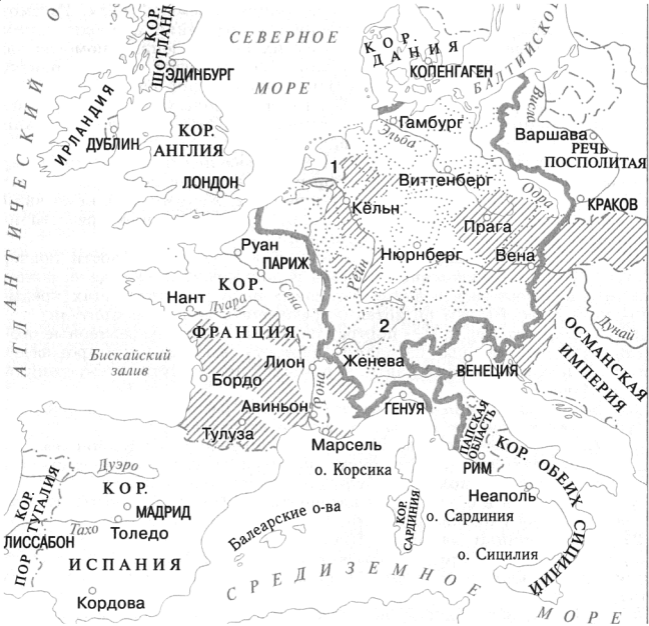 АТЛАНТИЧЕСКИЙ О
СЕВЕРНОЕ
МОРЕ
БАЛТИЙСКОЕ
КОР.
ШОТЛАНД
ЭДИНБУРГ
ИРЛАНДИЯ
ДУБЛИН
КОР.
АНГЛИЯ
ЛОНДОН
КОР.
ДАНИЯ
КОПЕНГАГЕН
Гамбург
Эльба
Висла
Варшава
РЕЧЬ
ПОСПОЛИТАЯ
1
Виттенберг
Одра
КРАКОВ
Кёльн
Прага
Рейн
Нюрнберг
Вена
Руан
ПАРИЖ
КОР.
Луара
Сена
Нант
ФРАНЦИЯ
2
Дунай
ОСМАНСКАЯ
ИМПЕРИЯ
Бискайский
залив
Лион
Женева
ВЕНЕЦИЯ
Бордо
Рона
Авиньон
ГЕНУЯ
Тулуза
ПАПСКАЯ
ОБЛАСТЬ
Марсель
о. Корсика
РИМ
КОР. ОБЕИХ СИЦИЛИЙ
Дуэро
КОР.
МАДРИД
Тахо
Толедо
ИСПАНИЯ
Кордова
КОР.
ПОРТУГАЛИЯ
ЛИССАБОН
Балеарские о-ва
КОР.
САРДИНИЯ
о. Сардиния
Неаполь
о. Сицилия
СРЕДИЗЕМНОЕ
МОРЕ